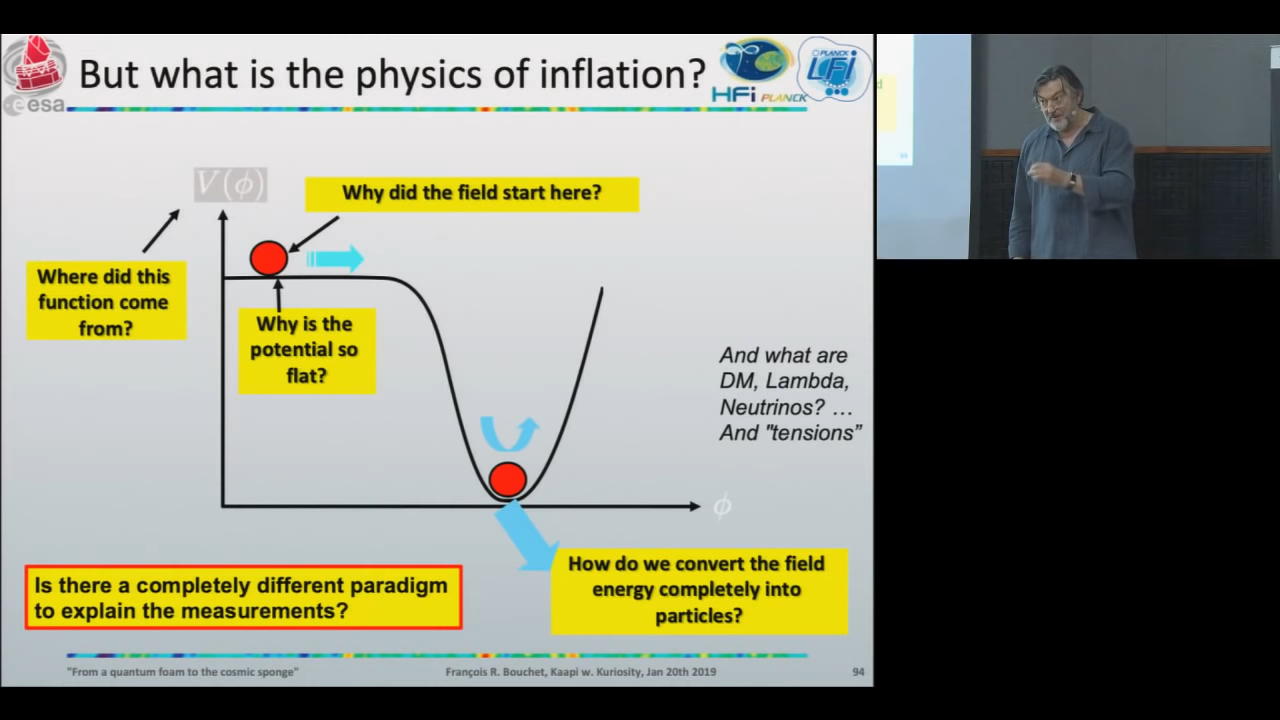 But what is the physics of inflation?
esa
HFi PLANCK
PLANCK
LFi
V(ϕ)
Why did the field start here?
Where did this
function come
from?
Why is the
potential so
flat?
And what are
DM, Lambda,
Neutrinos? …
And "tensions”
ϕ
How do we convert the field
energy completely into
particles?
Is there a completely different paradigm
to explain the measurements?
"From a quantum foam to the cosmic sponge"
François R. Bouchet, Kaapi w. Kuriosity, Jan 20th 2019
94